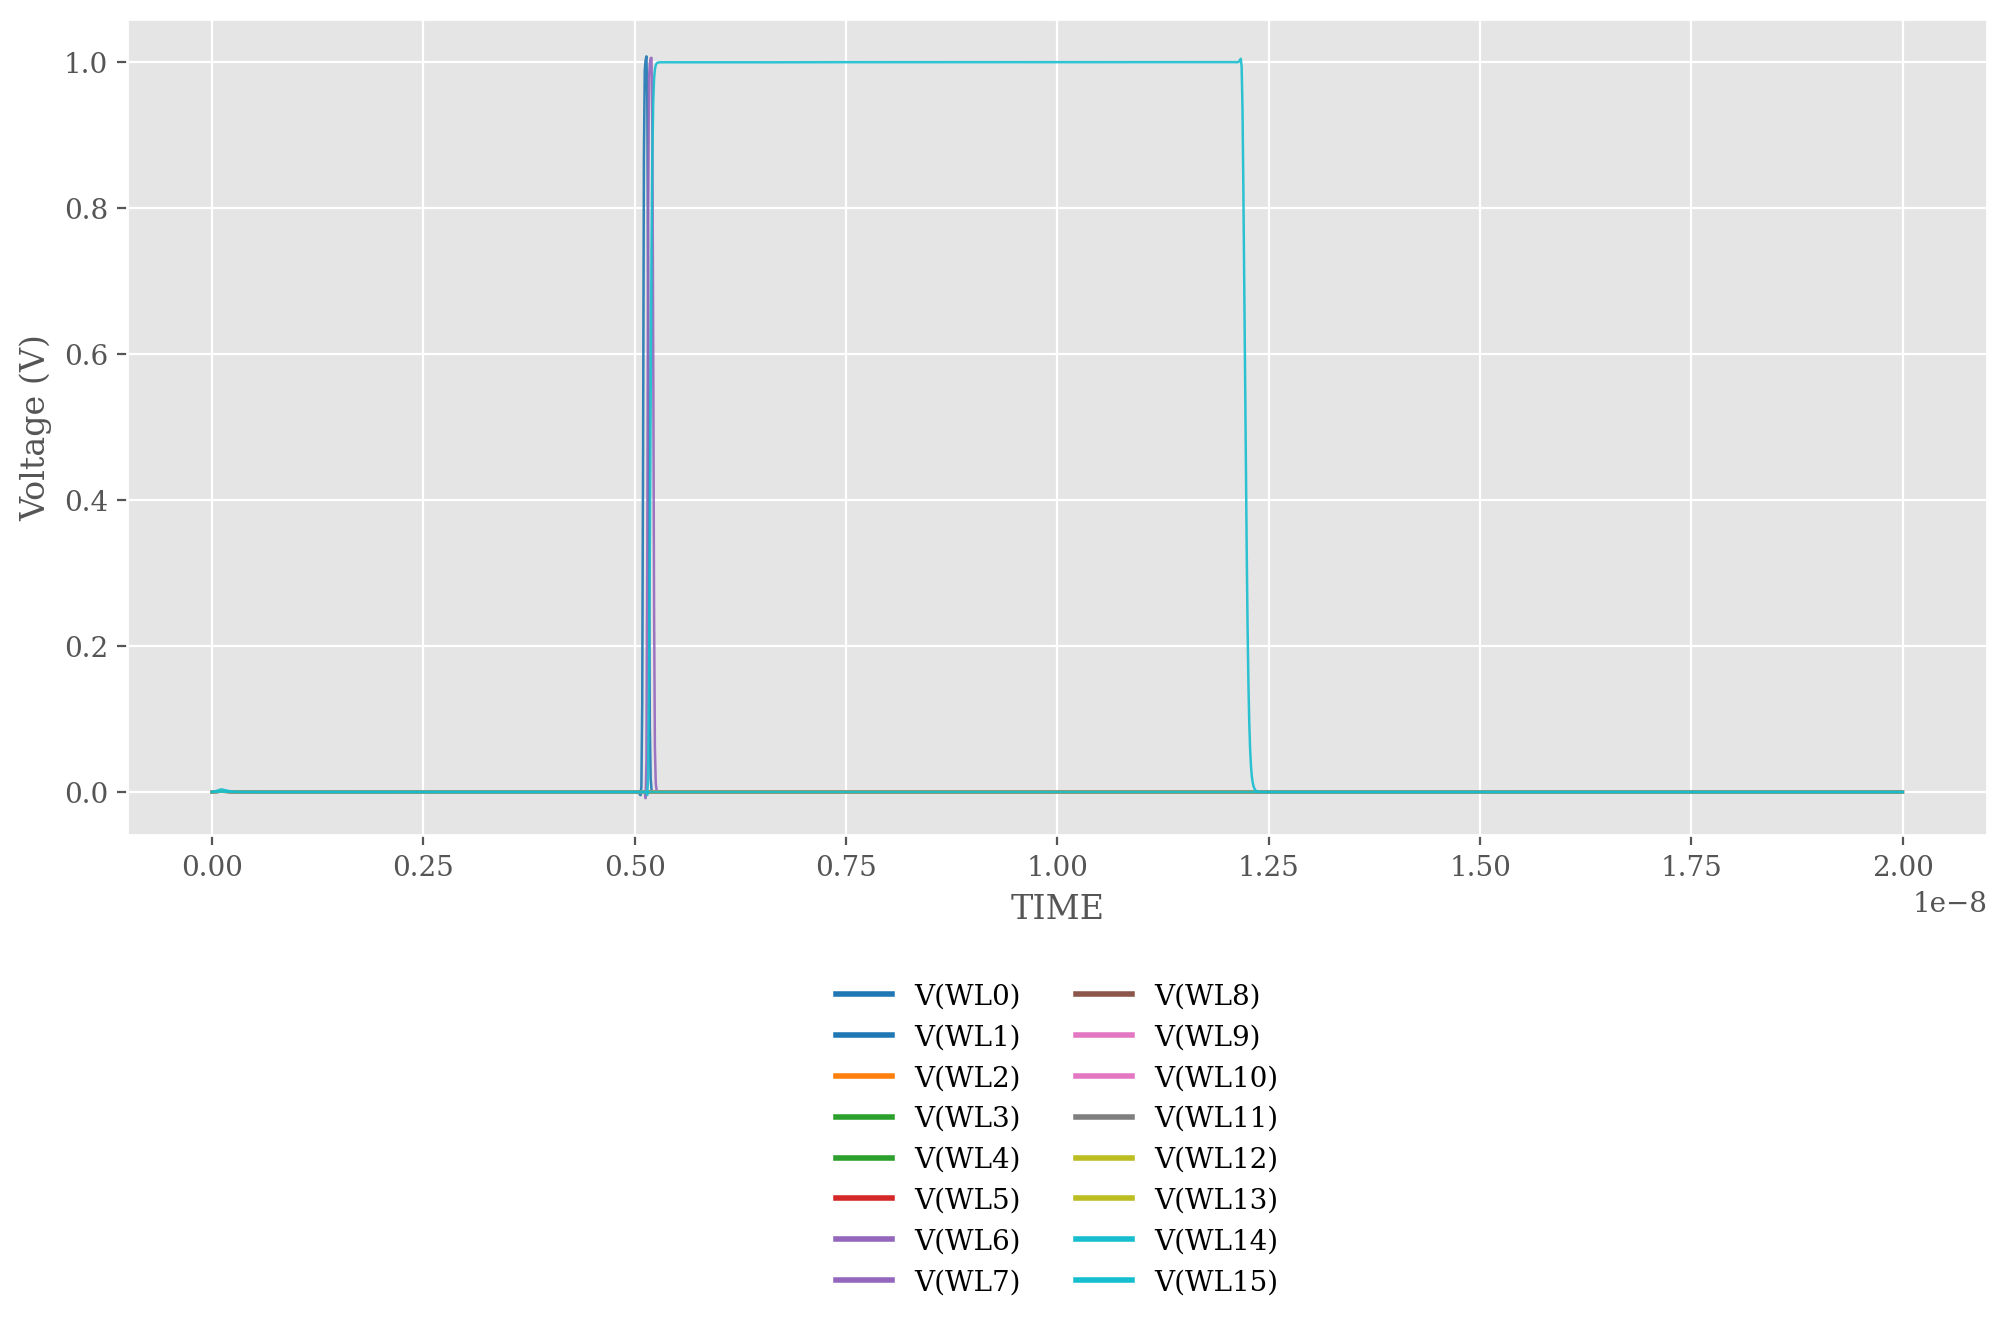 1.0
0.8
0.6
0.4
0.2
0.0
Voltage (V)
0.00 0.25 0.50 0.75 1.00 1.25 1.50 1.75 2.00
TIME
1e−8
V(WL0) V(WL8)
V(WL1) V(WL9)
V(WL2) V(WL10)
V(WL3) V(WL11)
V(WL4) V(WL12)
V(WL5) V(WL13)
V(WL6) V(WL14)
V(WL7) V(WL15)